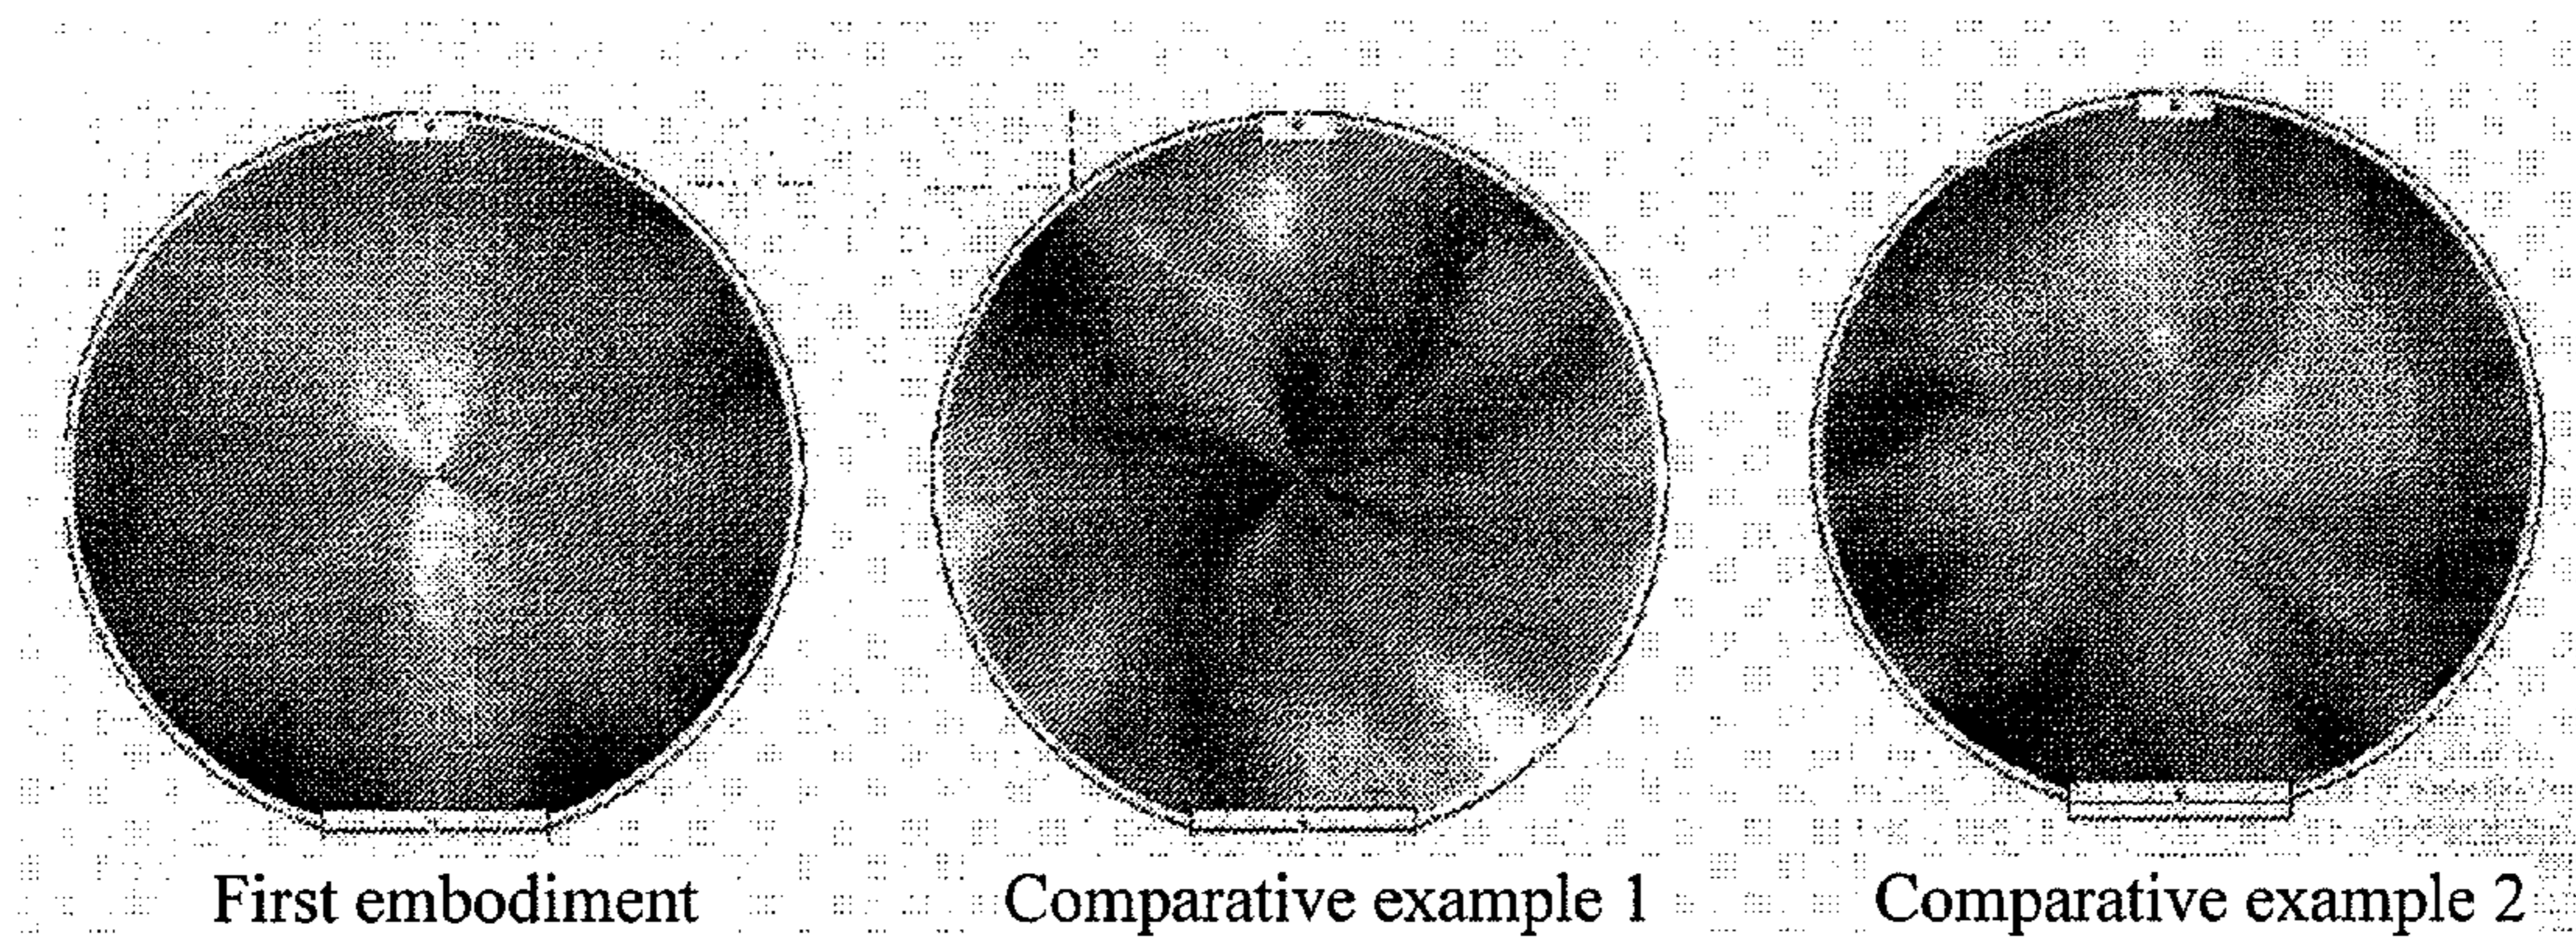 First embodiment
Comparative example 1
Comparative example 2